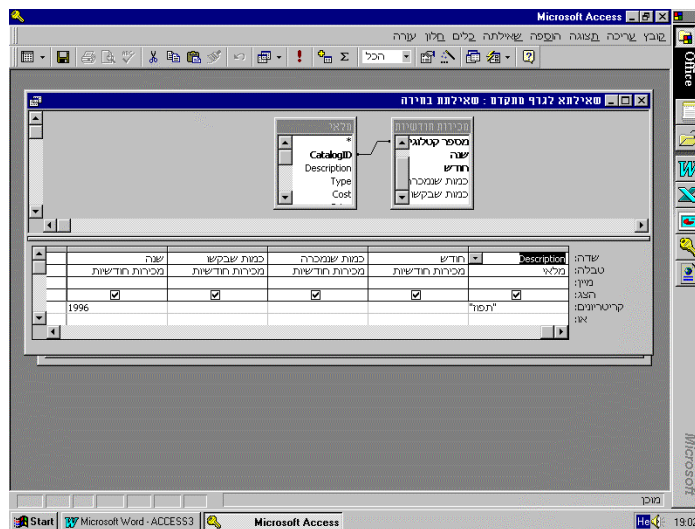 Microsoft Access
קובץ עריכה תצוגה הוספה שאילתה כלים חלון עזרה
הכל
Office
שאילתא לגרף מתקדם : שאילתת בחירה
מלאי
*
CatalogID
Description
Type
Cost
מכירות חודשיות
מספר קטלוגי
שנה
חודש
כמות שנמכרה
כמות שבקשו
שדה: Description חודש כמות שנמכרה כמות שבקשו שנה
טבלה: מלאי מכירות חודשיות מכירות חודשיות מכירות חודשיות מכירות חודשיות
מיין:
הצג:
קריטריונים: "תפוז" 1996
או:
Microsoft
מוכן
Start Microsoft Word - ACCESS3 Microsoft Access He